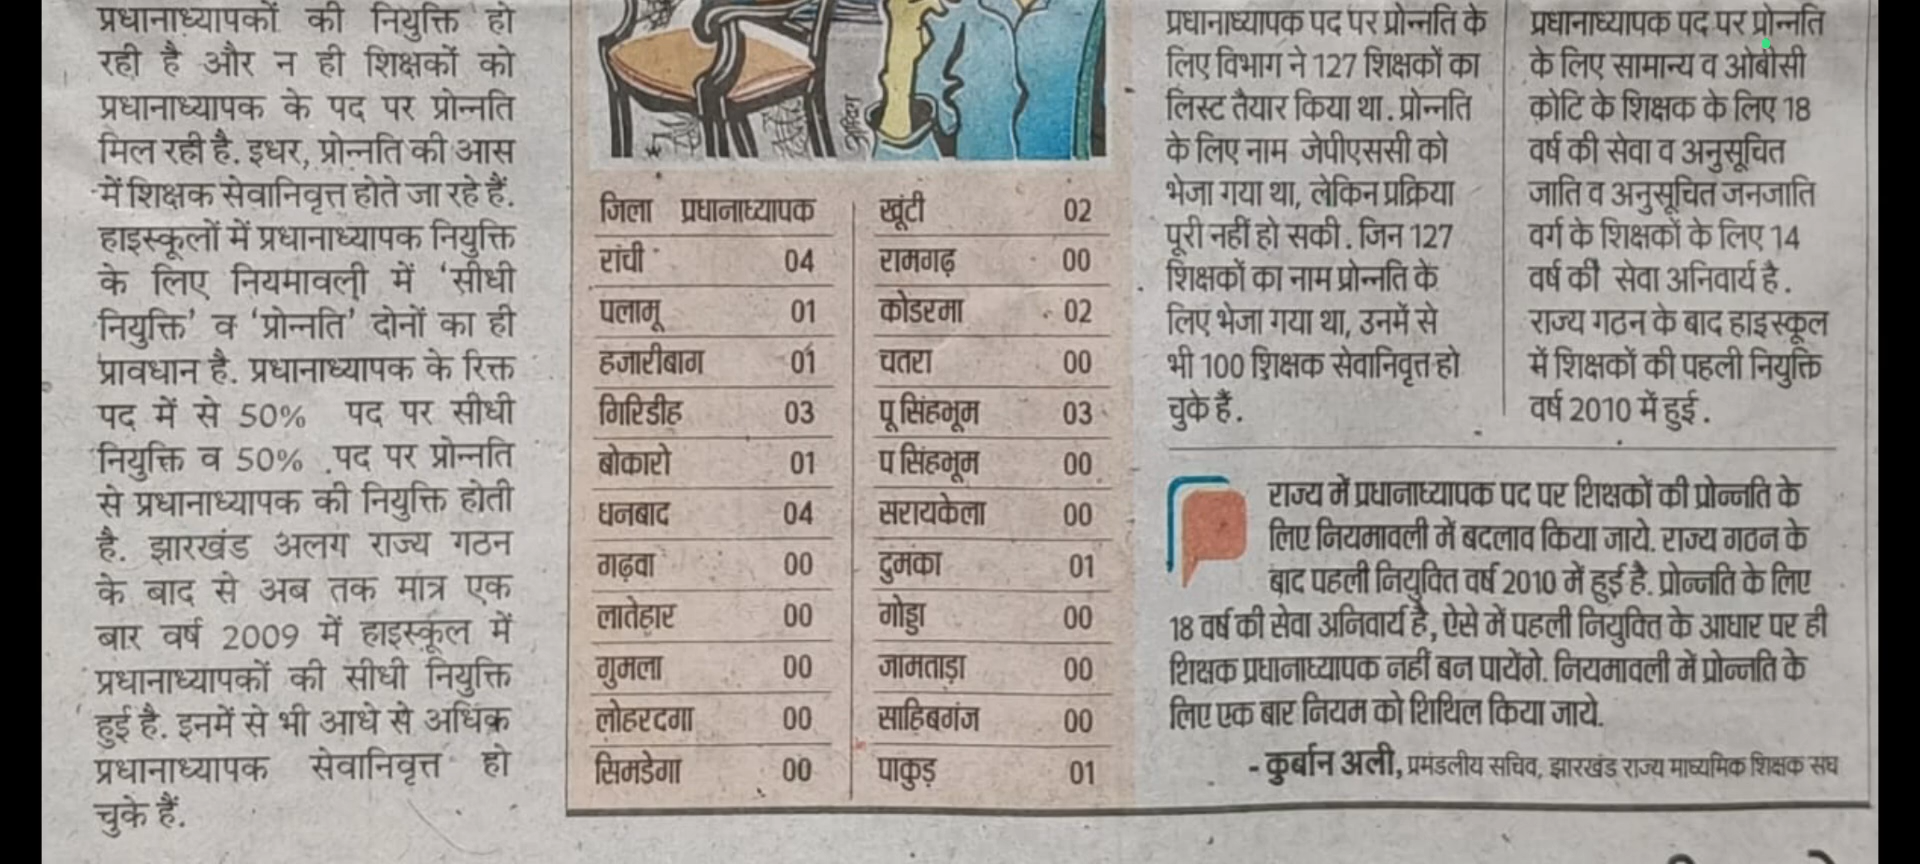 प्रधानाध्यापकों की नियुक्ति हो
रही है और न ही शिक्षकों को
प्रधानाध्यापक के पद पर प्रोन्नति
मिल रही है. इधर, प्रोन्नति की आस
में शिक्षक सेवानिवृत्त होते जा रहे हैं.
हाइस्कूलों में प्रधानाध्यापक नियुक्ति
के लिए नियमावली में ‘सीधी
नियुक्ति’ व ‘प्रोन्नति’ दोनों का ही
प्रावधान है. प्रधानाध्यापक के रिक्त
पद में से 50% पद पर सीधी
नियुक्ति व 50% पद पर प्रोन्नति
से प्रधानाध्यापक की नियुक्ति होती
है. झारखंड अलग राज्य गठन
के बाद से अब तक मात्र एक
बार वर्ष 2009 में हाइस्कूल में
प्रधानाध्यापकों की सीधी नियुक्ति
हुई है. इनमें से भी आधे से अधिक
प्रधानाध्यापक सेवानिवृत्त हो
चुके हैं.
जिला प्रधानाध्यापक
रांची 04
पलामू 01
हजारीबाग 01
गिरिडीह 03
बोकारो 01
धनबाद 04
गढ़वा 00
लातेहार 00
गुमला 00
लोहरदगा 00
सिमडेगा 00
खूंटी 02
रामगढ़ 00
कोडरमा 02
चतरा 00
पू सिंहभूम 03
प सिंहभूम 00
सरायकेला 00
दुमका 01
गोड्डा 00
जामताड़ा 00
साहिबगंज 00
पाकुड़ 01
प्रधानाध्यापक पद पर प्रोन्नति के
लिए विभाग ने 127 शिक्षकों का
लिस्ट तैयार किया था. प्रोन्नति
के लिए नाम जेपीएससी को
भेजा गया था, लेकिन प्रक्रिया
पूरी नहीं हो सकी. जिन 127
शिक्षकों का नाम प्रोन्नति के
लिए भेजा गया था, उनमें से
भी 100 शिक्षक सेवानिवृत्त हो
चुके हैं.
प्रधानाध्यापक पद पर प्रोन्नति
के लिए सामान्य व ओबीसी
कोटि के शिक्षक के लिए 18
वर्ष की सेवा व अनुसूचित
जाति व अनुसूचित जनजाति
वर्ग के शिक्षकों के लिए 14
वर्ष की सेवा अनिवार्य है.
राज्य गठन के बाद हाइस्कूल
में शिक्षकों की पहली नियुक्ति
वर्ष 2010 में हुई.
राज्य में प्रधानाध्यापक पद पर शिक्षकों की प्रोन्नति के
लिए नियमावली में बदलाव किया जाये. राज्य गठन के
बाद पहली नियुक्ति वर्ष 2010 में हुई है. प्रोन्नति के लिए
18 वर्ष की सेवा अनिवार्य है, ऐसे में पहली नियुक्ति के आधार पर ही
शिक्षक प्रधानाध्यापक नहीं बन पायेंगे. नियमावली में प्रोन्नति के
लिए एक बार नियम को शिथिल किया जाये.
- कुर्बान अली, प्रमंडलीय सचिव, झारखंड राज्य माध्यमिक शिक्षक संघ